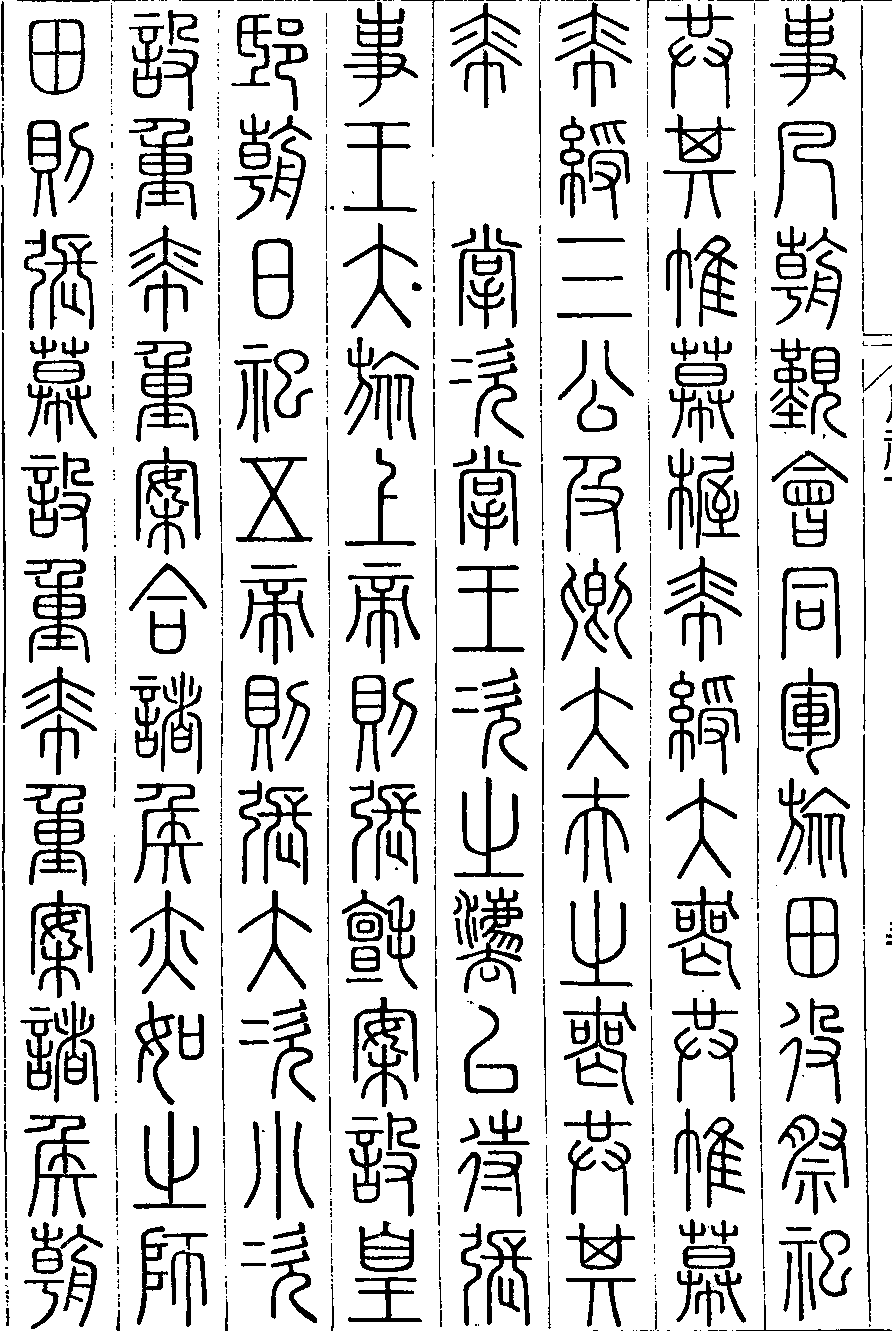 事凡朝覲會同軍旅田役祭祀
共其帷幕幄帟綬大喪共帷幕
帟綬三公及卿大夫之喪共其
帟　掌次掌王次之灋以待張
事王大旅上帝則張氈案設皇
邸朝日祀五帝則張大次小次
設重帟重案合諸侯亦如之師
田則張幕設重帟重案諸侯朝